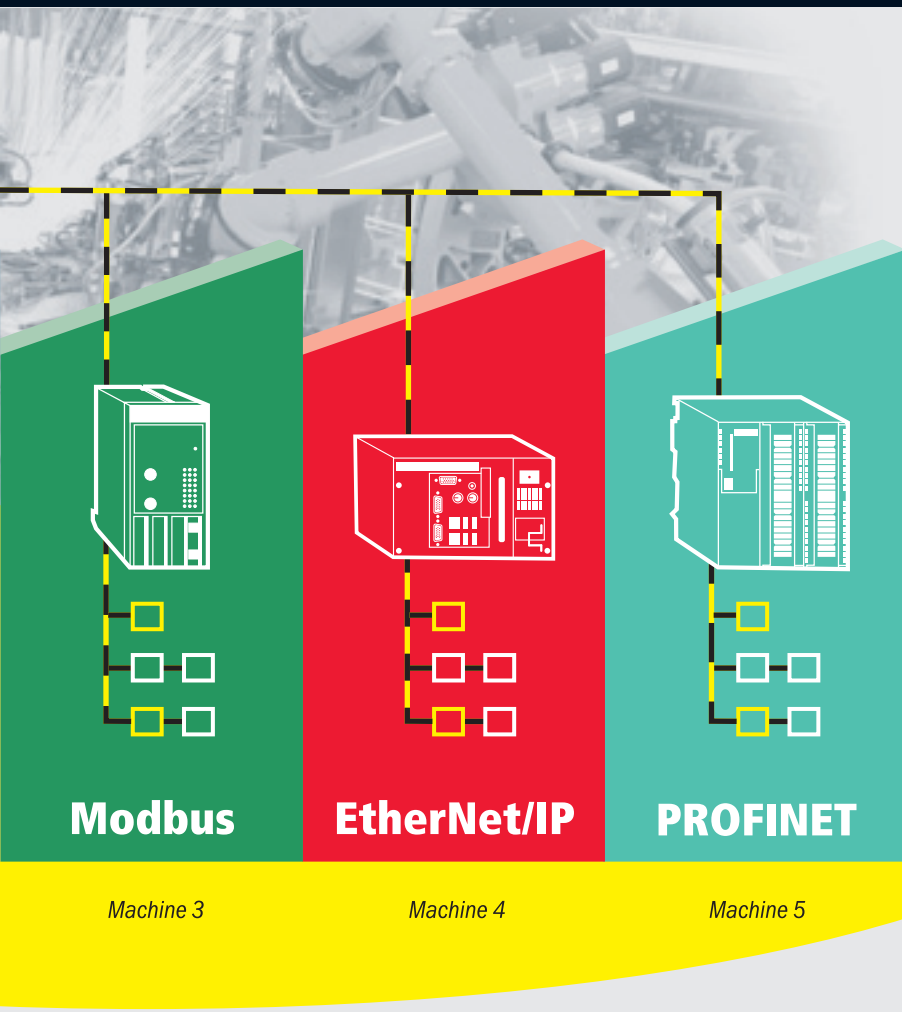 Modbus
EtherNet/IP
PROFINET
Machine 3
Machine 4
Machine 5